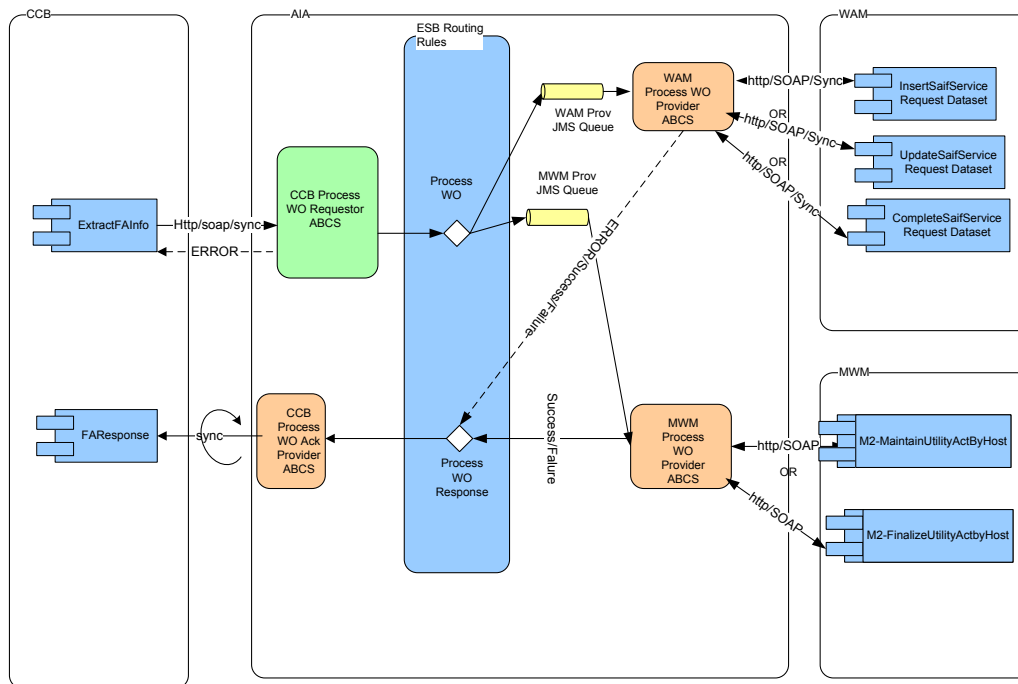 CCB
AIA
WAM
ESB Routing
Rules
WAM
Process WO
Provider
ABCS
http/SOAP/Sync
InsertSaifService
Request Dataset
WAM Prov
JMS Queue
OR
http/SOAP/Sync
UpdateSaifService
Request Dataset
OR
http/SOAP/Sync
CompleteSaifService
Request Dataset
MWM Prov
JMS Queue
Process
WO
CCB Process
WO Requestor
ABCS
ExtractFAInfo
Http/soap/sync
ERROR
ERROR/Success/Failure
MWM
CCB
Process
WO Ack
Provider
ABCS
FAResponse
sync
Process
WO
Response
Success/Falure
MWM
Process
WO
Provider
ABCS
http/SOAP
M2-MaintainUtilityActByHost
OR
http/SOAP
M2-FinalizeUtilityActbyHost